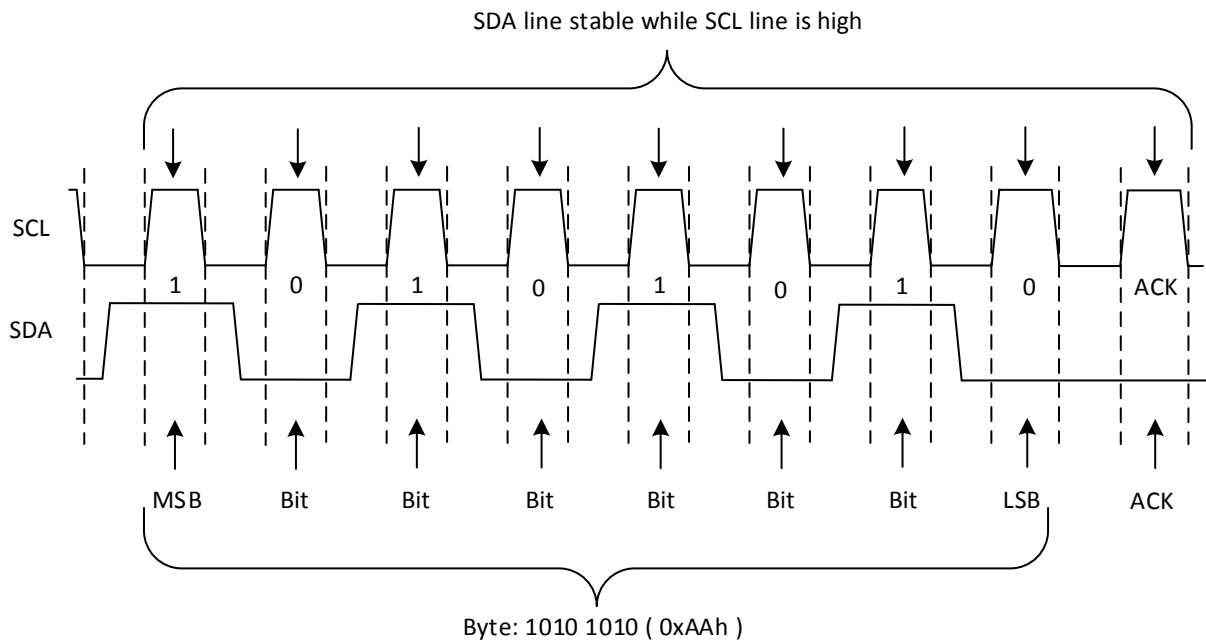 SDA line stable while SCL line is high
SCL
1 0 1 0 1 0 1 0 ACK
SDA
MSB Bit Bit Bit Bit Bit Bit LSB ACK
Byte: 1010 1010 ( 0xAAh )